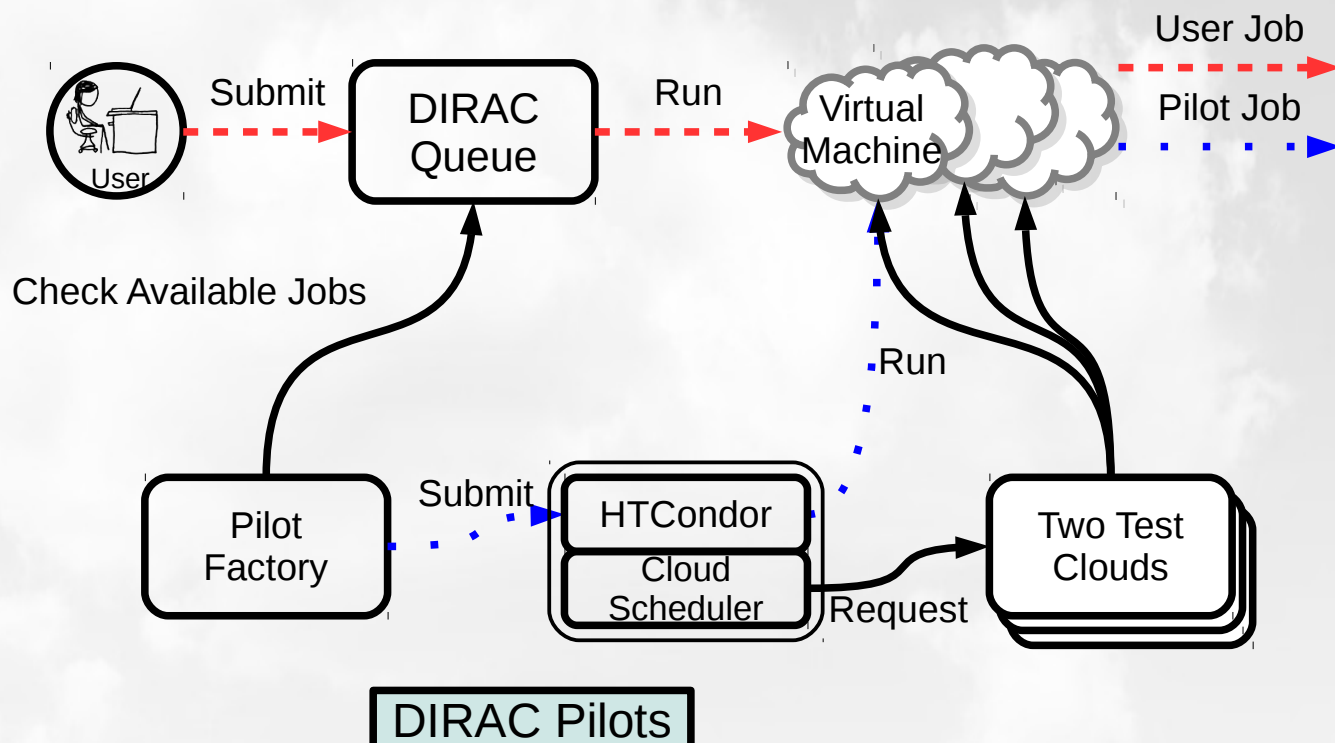 User Job
Pilot Job
Submit
Run
User
DIRAC
Queue
Virtual
Machine
Check Available Jobs
Run
Submit
Pilot
Factory
HTCondor
Cloud
Scheduler
Request
Two Test
Clouds
DIRAC Pilots